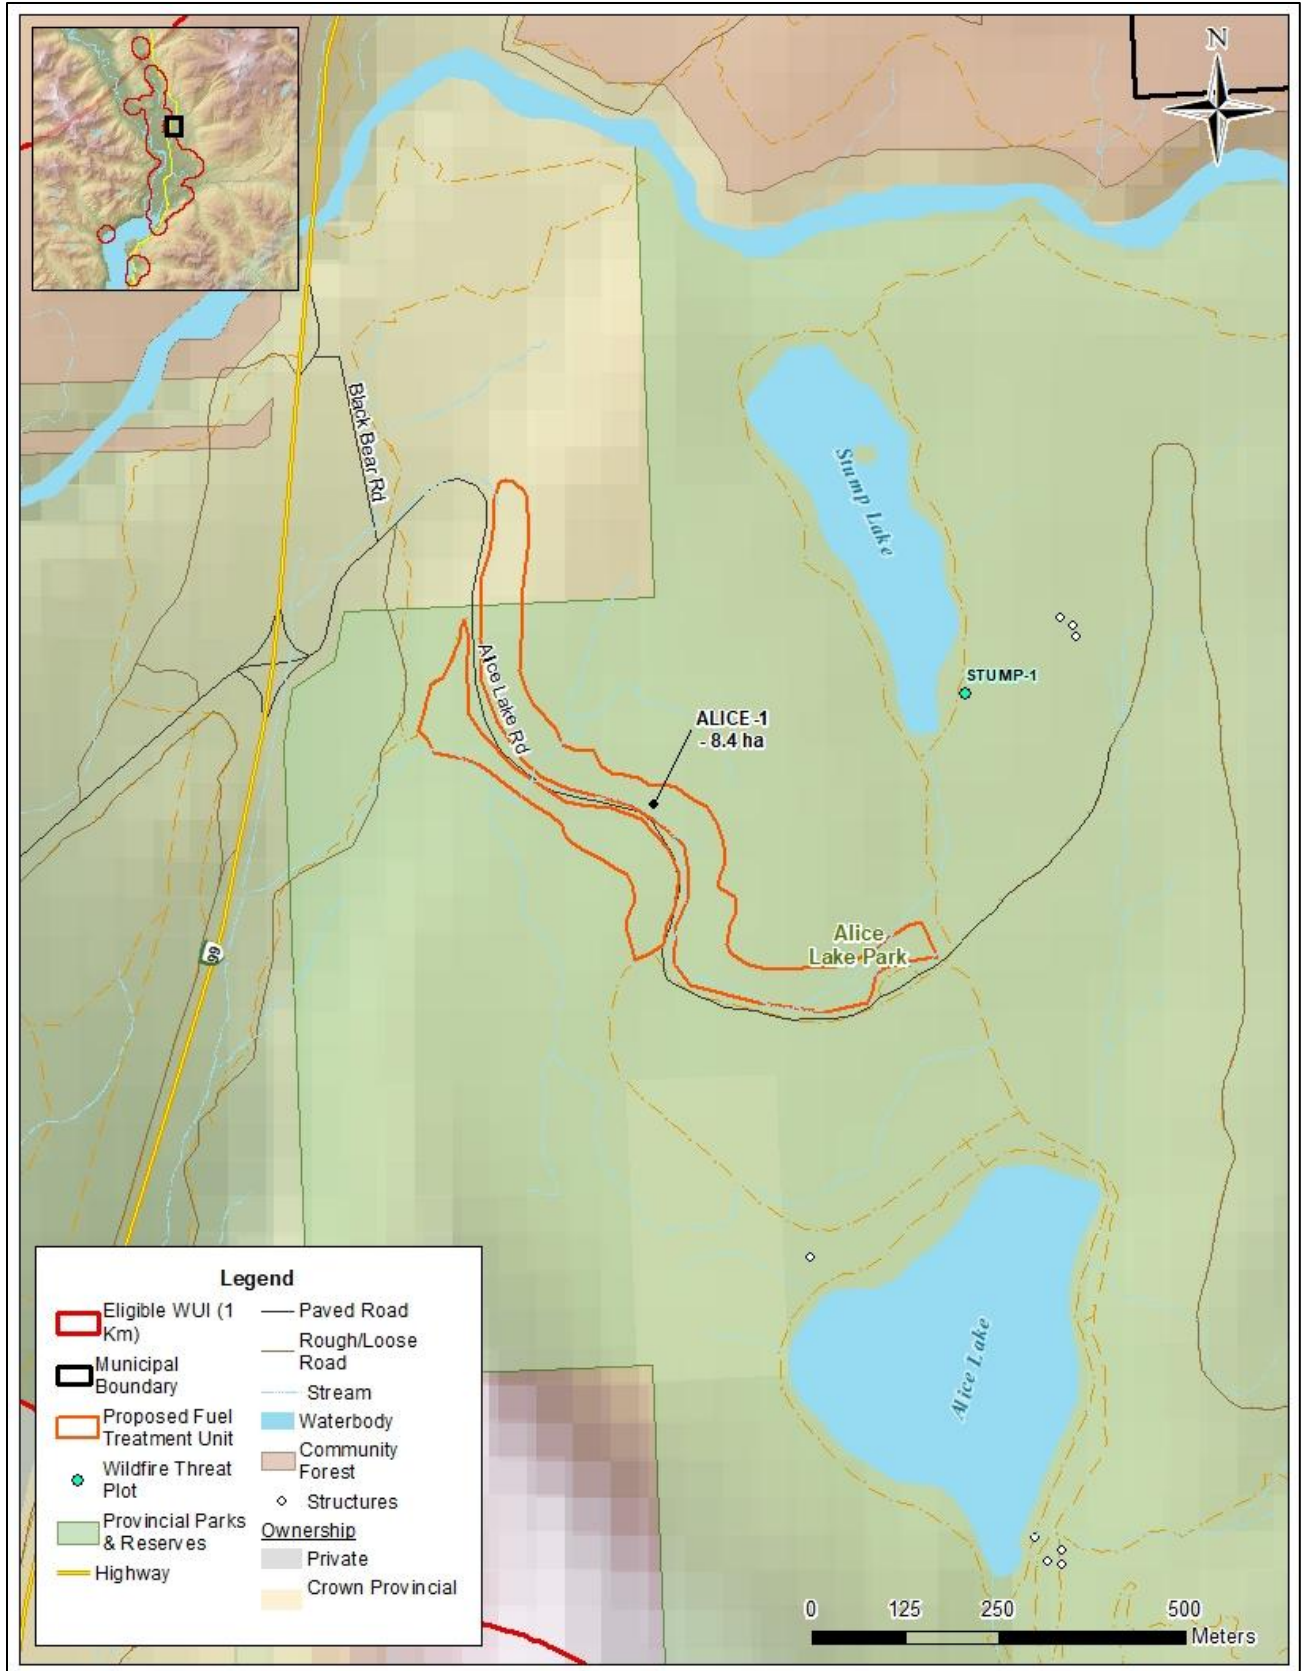 N
Black Bear Rd
Stump Lake
STUMP-1
Alice Lake Rd
ALICE -1
- 8.4 ha
99
Alice
Lake Park
Alice Lake
Legend
Eligible WUI (1
Km)
Municipal
Boundary
Proposed Fuel
Treatment Unit
Wildfire Threat
Plot
Provincial Parks
& Reserves
Highway
Paved Road
Rough/Loose
Road
Stream
Waterbody
Community
Forest
Structures
Ownership
Private
Crown Provincial
0 125 250 500
Meters